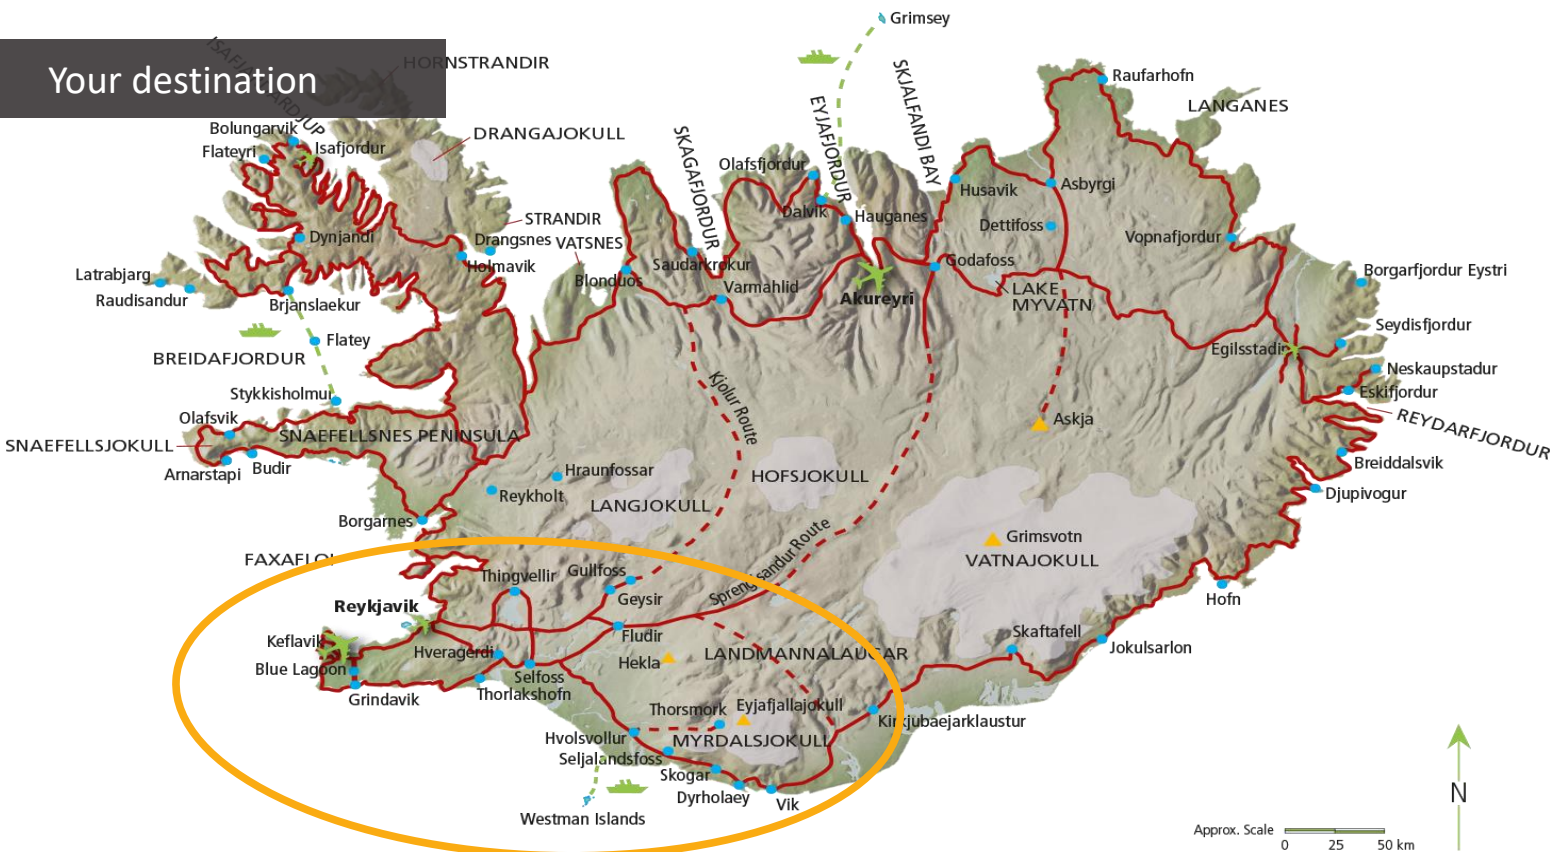 Your destination
Grimsey
HORNSTRANDIR
Raufarhofn
LANGANES
SKJALFANDI BAY
EYJAFJORDUR
SKAGAFJORDUR
Bolungarvik
DRANGAJOKULL
Flateyri
Isafjordur
Olafsfjordur
Husavik
Asbyrgi
Dalvik
Hauganes
STRANDIR
Dettifoss
Dynjandi
Drangsnes
VATSNES
Vopnafjordur
Holmavik
Saudarkrokur
Godafoss
Latrabjarg
Blonduos
Borgarfjordur Eystri
Raudisandur
Varmahlid
LAKE
MYVATN
Brjanslaekur
Akureyri
Seydisfjordur
Flatey
Egilsstadir
BREIDAFJORDUR
Neskaupstadur
Stykkisholmur
Kjolur Route
Eskifjordur
Olafsvik
Askja
REYDARFJORDUR
SNAEFELLSJOKULL
SNAEFELLSNES PENINSULA
Arnarstapi
Budir
Hraunfossar
HOFSJOKULL
Breiddalsvik
Reykholt
LANGJOKULL
Djupivogur
Borgarnes
Grimsvotn
VATNAJOKULL
Sprengisandur Route
Thingvellir
Gullfoss
Geysir
Hofn
Reykjavik
Keflavik
Fludir
Skaftafell
Hveragerdi
Hekla
LANDMANNALAUGAR
Jokulsarlon
Blue Lagoon
Selfoss
Grindavik
Thorlakshofn
Thorsmork
Eyjafjallajokull
Kirkjubaejarklaustur
Hvolsvollur
MYRDALSJOKULL
Seljalandsfoss
Skogar
Dyrholaey
Vik
Westman Islands
N
Approx. Scale
0 25 50 km